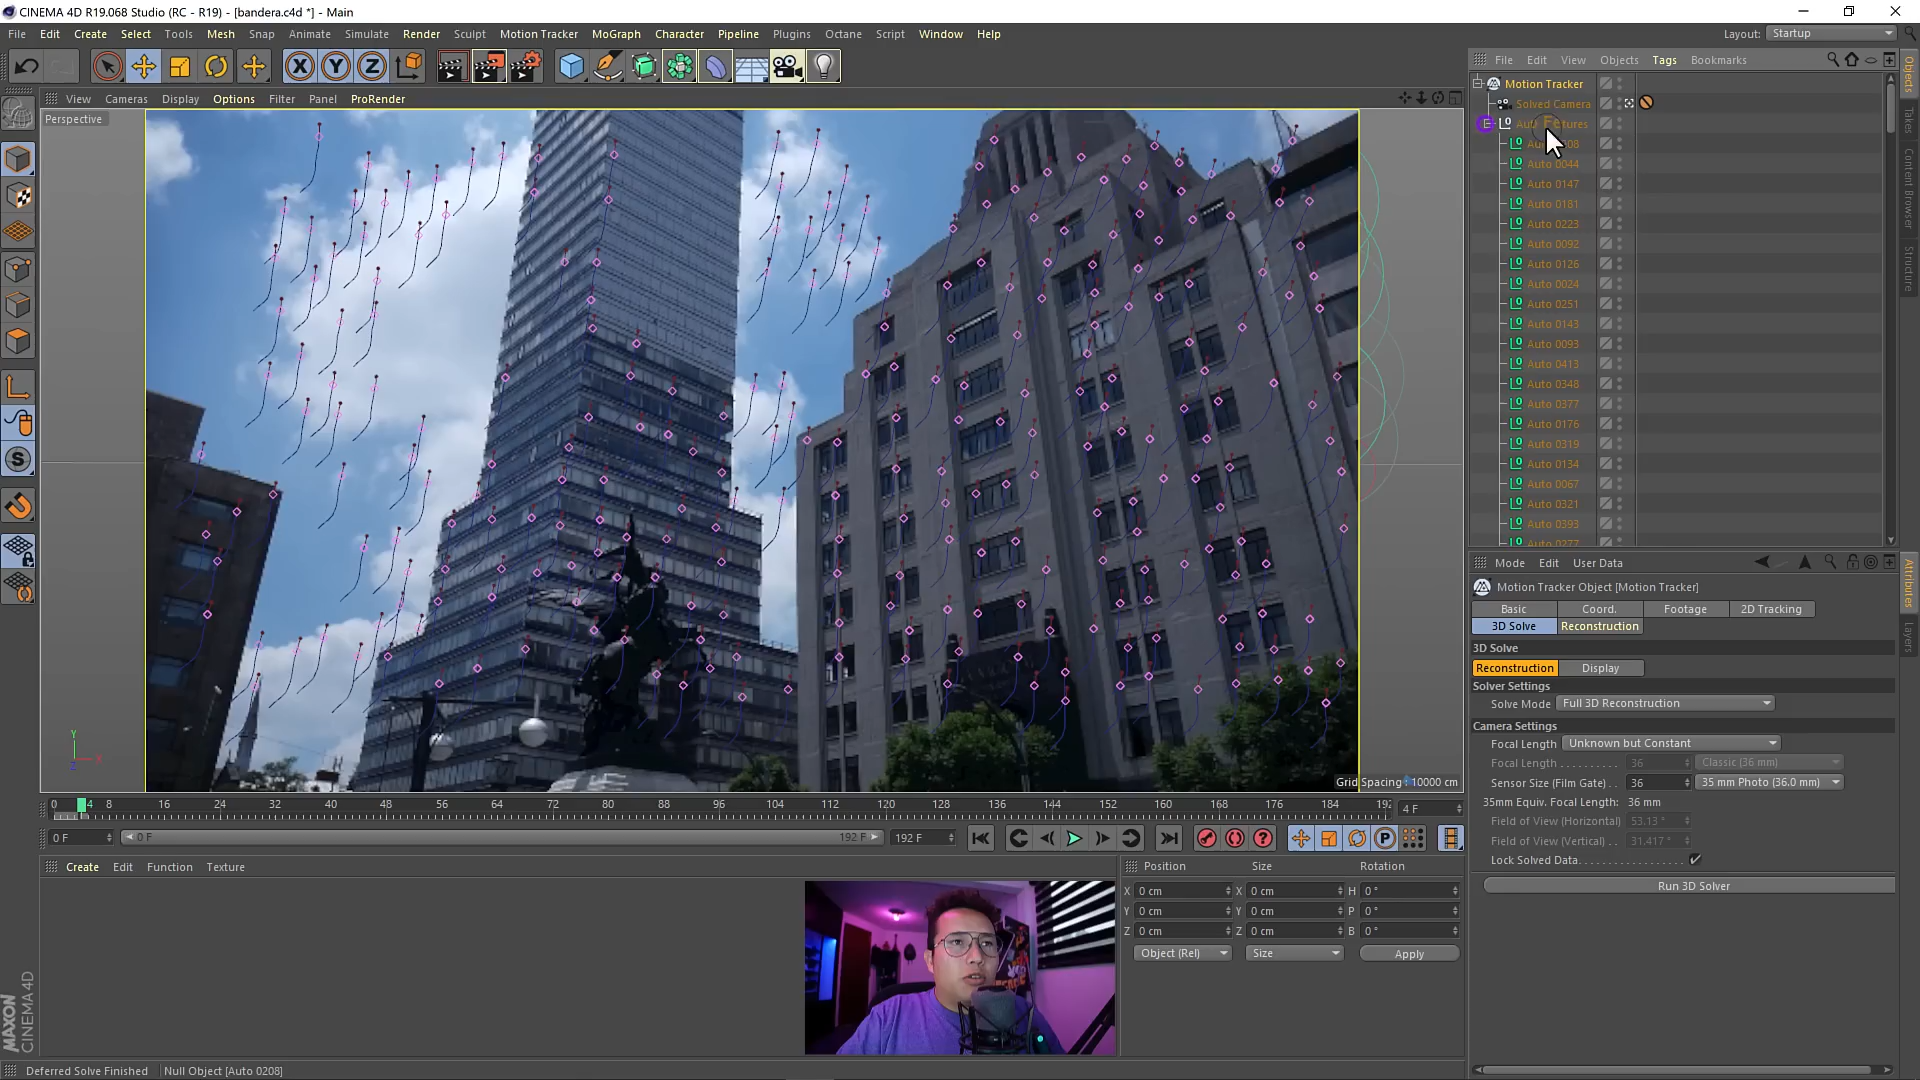 CINEMA 4D R19.068 Studio (RC - R19) - [bandera.c4d *] - Main
File Edit Create Select Tools Mesh Snap Animate Simulate Render Sculpt Motion Tracker MoGraph Character Pipeline Plugins Octane Script Window Help
Layout: Startup
File Edit View Objects Tags Bookmarks
View Cameras Display Options Filter Panel ProRender
Perspective
Motion Tracker
Solved Camera
Auto 0044
Auto 0147
Auto 0181
Auto 0223
Auto 0092
Auto 0126
Auto 0024
Auto 0251
Auto 0143
Auto 0093
Auto 0413
Auto 0348
Auto 0377
Auto 0176
Auto 0319
Auto 0134
Auto 0067
Auto 0321
Auto 0393
Auto 0277
Objects
Takes
Content Browser
Structure
Mode Edit User Data
Motion Tracker Object [Motion Tracker]
Basic Coord. Footage 2D Tracking
3D Solve Reconstruction
3D Solve
Reconstruction Display
Solver Settings
Solve Mode Full 3D Reconstruction
Camera Settings
Focal Length Unknown but Constant
Focal Length . . 36 Classic (36 mm)
Sensor Size (Film Gate) . . 36 35 mm Photo (36.0 mm)
35mm Equiv. Focal Length: 36 mm
Field of View (Horizontal) 53.13 °
Field of View (Vertical) . . 31.417 °
Lock Solved Data
Run 3D Solver
Attributes
Layers
Y
X
Z
Grid Spacing : 10000 cm
0 4 8 16 24 32 40 48 56 64 72 80 88 96 104 112 120 128 136 144 152 160 168 176 184 192
4 F
0 F 0 F 192 F 192 F
Create Edit Function Texture
Position Size Rotation
X 0 cm X 0 cm H 0 °
Y 0 cm Y 0 cm P 0 °
Z 0 cm Z 0 cm B 0 °
Object (Rel) Size Apply
MAXON
CINEMA 4D
Deferred Solve Finished Null Object [Auto 0208]